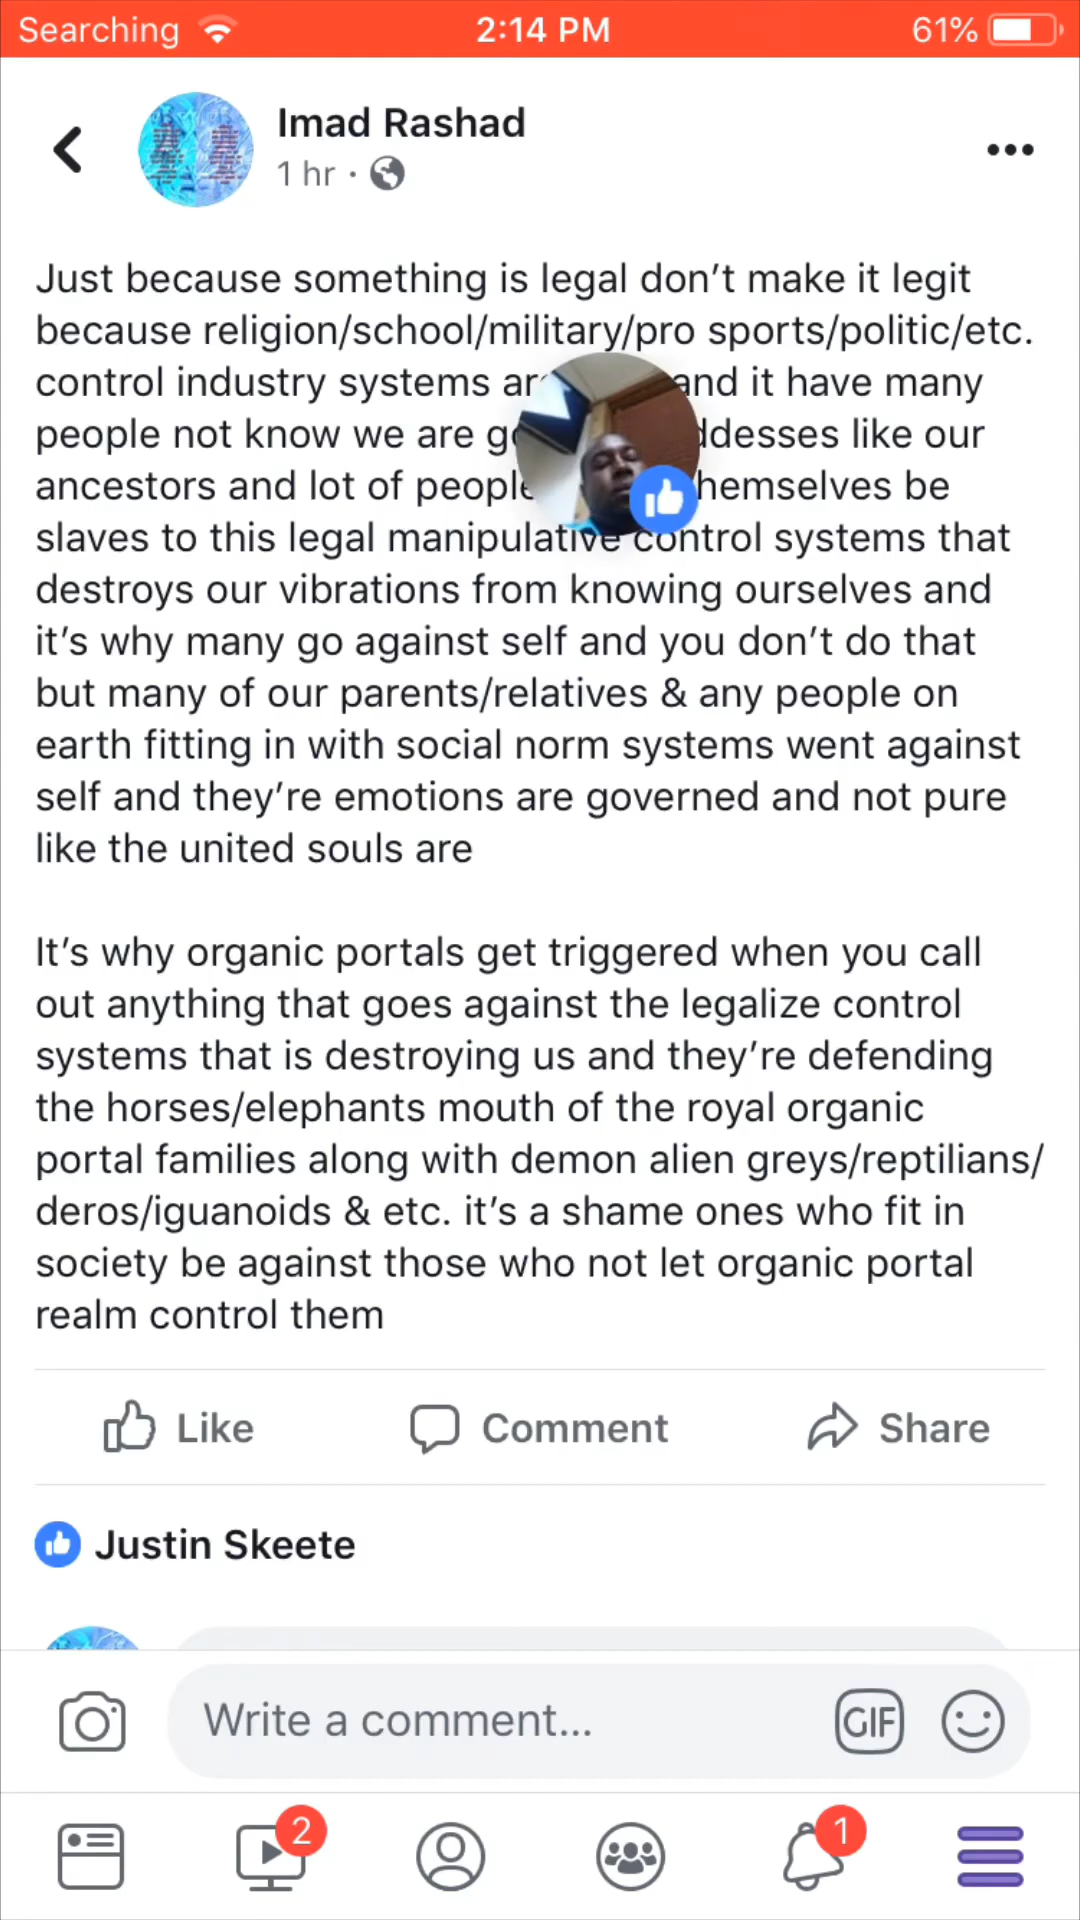 Searching
2:14 PM
61%
Imad Rashad
1 hr ·
Just because something is legal don't make it legit
because religion/school/military/pro sports/politic/etc.
control industry systems and it have many
people not know we are like our
ancestors and lot of people be
slaves to this legal manipulative control systems that
destroys our vibrations from knowing ourselves and
it's why many go against self and you don't do that
but many of our parents/relatives & any people on
earth fitting in with social norm systems went against
self and they're emotions are governed and not pure
like the united souls are
It's why organic portals get triggered when you call
out anything that goes against the legalize control
systems that is destroying us and they're defending
the horses/elephants mouth of the royal organic
portal families along with demon alien greys/reptilians/
deros/iguanoids & etc. it's a shame ones who fit in
society be against those who not let organic portal
realm control them
Like
Comment
Share
Justin Skeete
Write a comment...
GIF
2
1